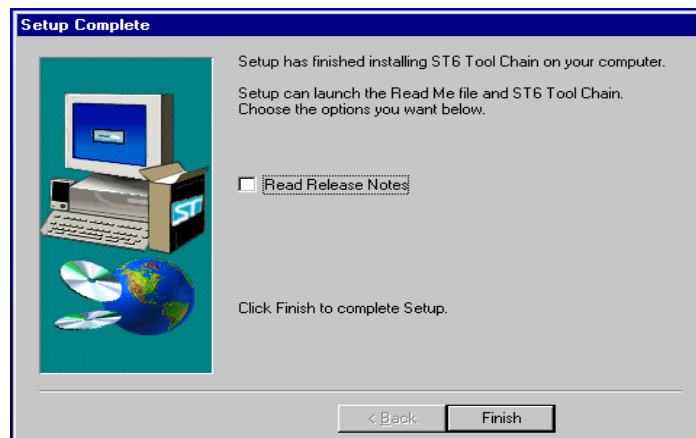 Setup Complete
Setup has finished installing ST6 Tool Chain on your computer.
Setup can launch the Read Me file and ST6 Tool Chain.
Choose the options you want below.
Read Release Notes
ST
Click Finish to complete Setup.
< Back
Finish